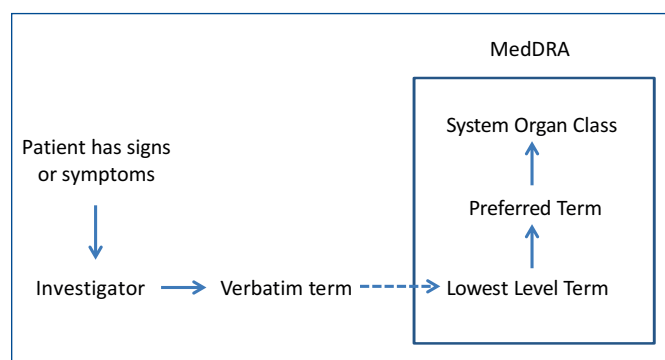 MedDRA
System Organ Class
Patient has signs
or symptoms
Preferred Term
Investigator
Verbatim term
Lowest Level Term